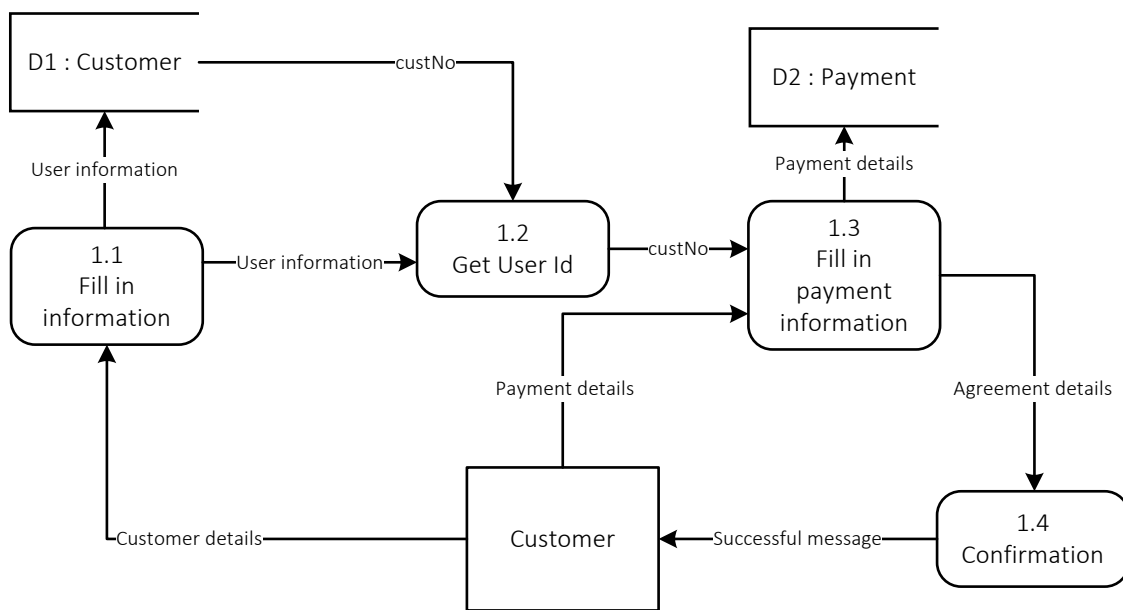 D1 : Customer
custNo
D2 : Payment
User information
Payment details
1.1
Fill in
information
User information
1.2
Get User Id
custNo
1.3
Fill in
payment
information
Payment details
Agreement details
Customer details
Customer
Successful message
1.4
Confirmation